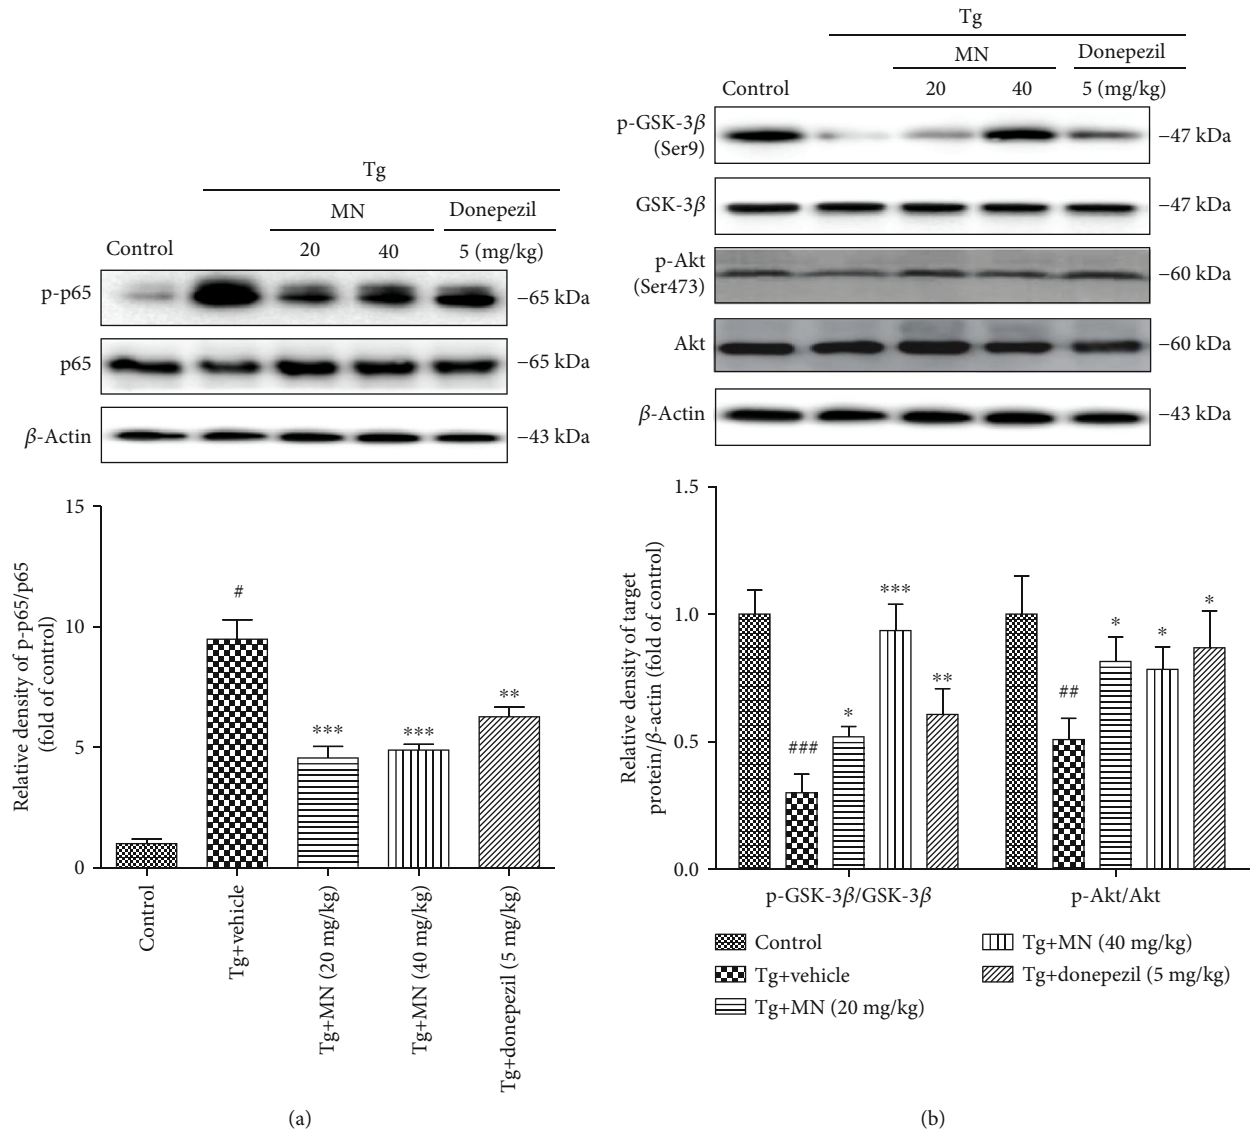 Tg
MN
Donepezil
Control
20
40
5 (mg/kg)
p-p65
−65 kDa
p65
−65 kDa
β-Actin
−43 kDa
Relative density of p-p65/p65
(fold of control)
15
10
5
0
#
***
***
**
Control
Tg+vehicle
Tg+MN (20 mg/kg)
Tg+MN (40 mg/kg)
Tg+donepezil (5 mg/kg)
(a)
Tg
MN
Donepezil
Control
20
40
5 (mg/kg)
p-GSK-3β
(Ser9)
−47 kDa
GSK-3β
−47 kDa
p-Akt
(Ser473)
−60 kDa
Akt
−60 kDa
β-Actin
−43 kDa
Relative density of target
protein/β-actin (fold of control)
1.5
1.0
0.5
0.0
###
*
***
**
##
*
*
*
p-GSK-3β/GSK-3β
p-Akt/Akt
Control
Tg+vehicle
Tg+MN (20 mg/kg)
Tg+MN (40 mg/kg)
Tg+donepezil (5 mg/kg)
(b)